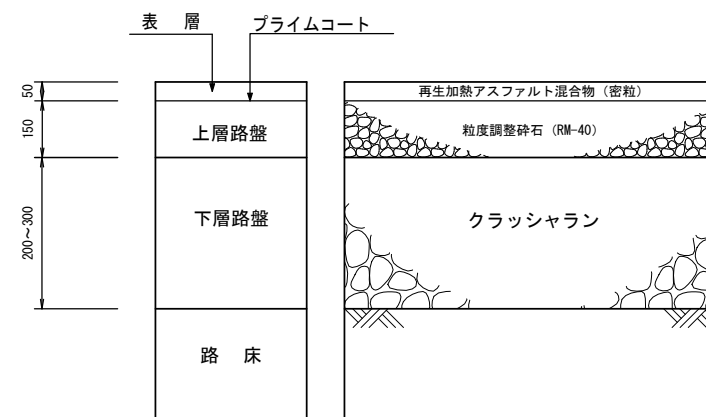 表　層
プライムコート
50
再生加熱アスファルト混合物（密粒）
150
上層路盤
粒度調整砕石（RM-40）
200～300
下層路盤
クラッシャラン
路　床